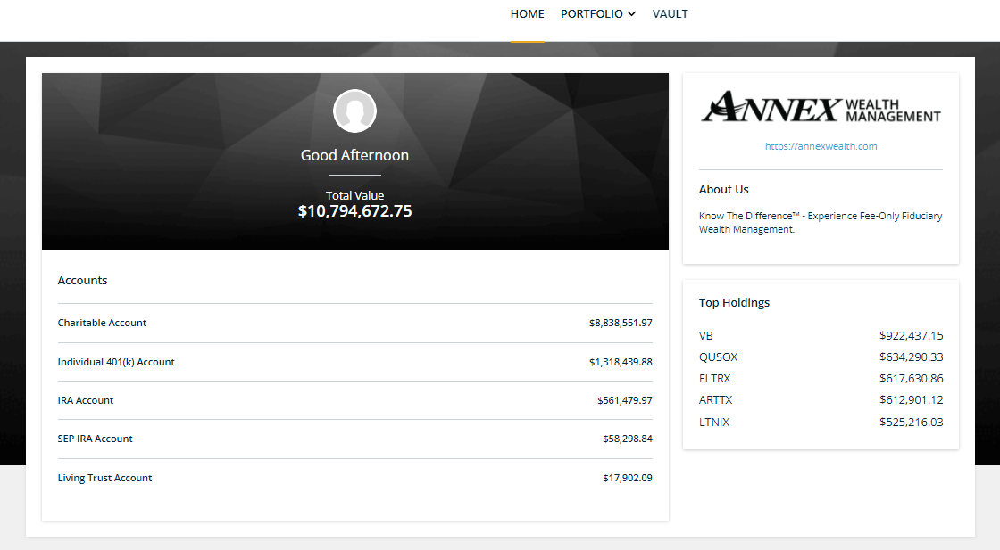 HOME PORTFOLIO VAULT
Good Afternoon
Total Value
$10,794,672.75
Accounts
Charitable Account $8,838,551.97
Individual 401(k) Account $1,318,439.88
IRA Account $561,479.97
SEP IRA Account $58,298.84
Living Trust Account $17,902.09
ANNEX WEALTH
MANAGEMENT
https://annexwealth.com
About Us
Know The Difference™ - Experience Fee-Only Fiduciary
Wealth Management.
Top Holdings
VB $922,437.15
QUSOX $634,290.33
FLTRX $617,630.86
ARTTX $612,901.12
LTNIX $525,216.03